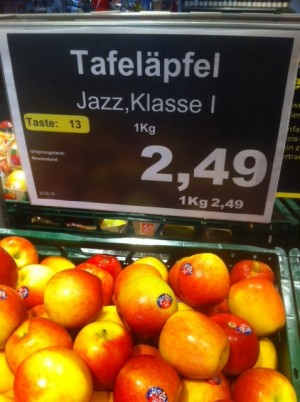 Tafeläpfel
Jazz,Klasse I
Taste: 13
1Kg
Ursprungsland:
Neuseeland
2,49
1Kg 2,49